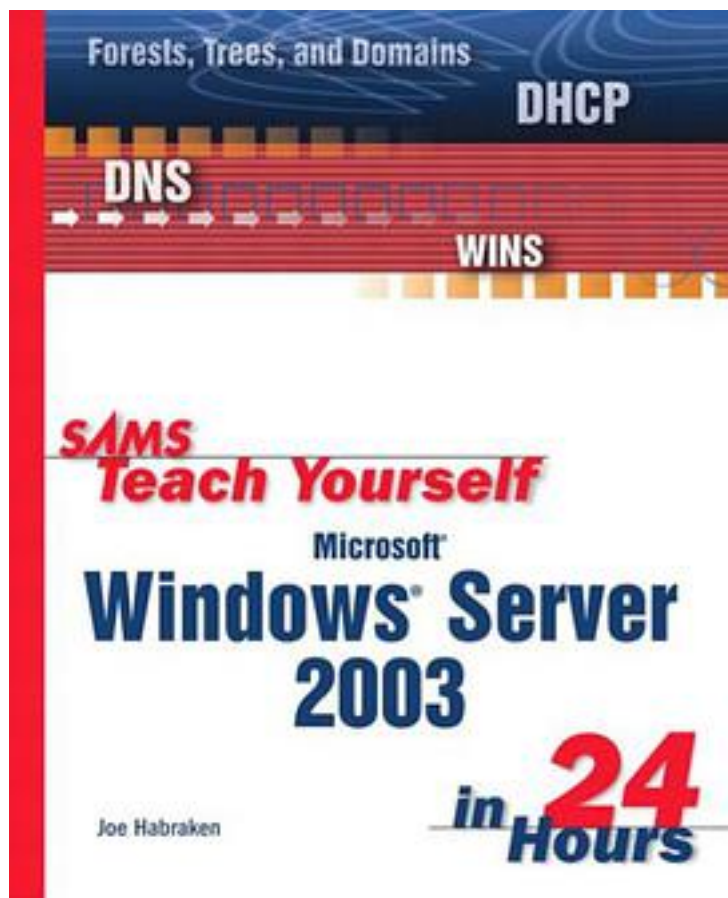 Forests, Trees, and Domains
DHCP
DNS
WINS
SAMS
Teach Yourself
Microsoft®
Windows® Server
2003
Joe Habraken
in 24
Hours